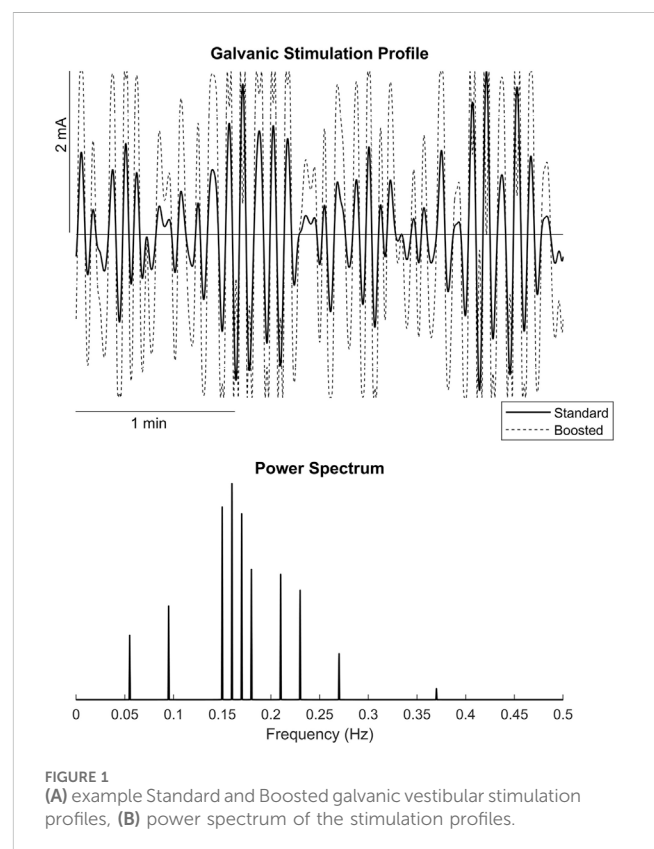 Galvanic Stimulation Profile
2 mA
1 min
Standard
Boosted
Power Spectrum
0 0.05 0.1 0.15 0.2 0.25 0.3 0.35 0.4 0.45 0.5
Frequency (Hz)
FIGURE 1
(A) example Standard and Boosted galvanic vestibular stimulation
profiles, (B) power spectrum of the stimulation profiles.